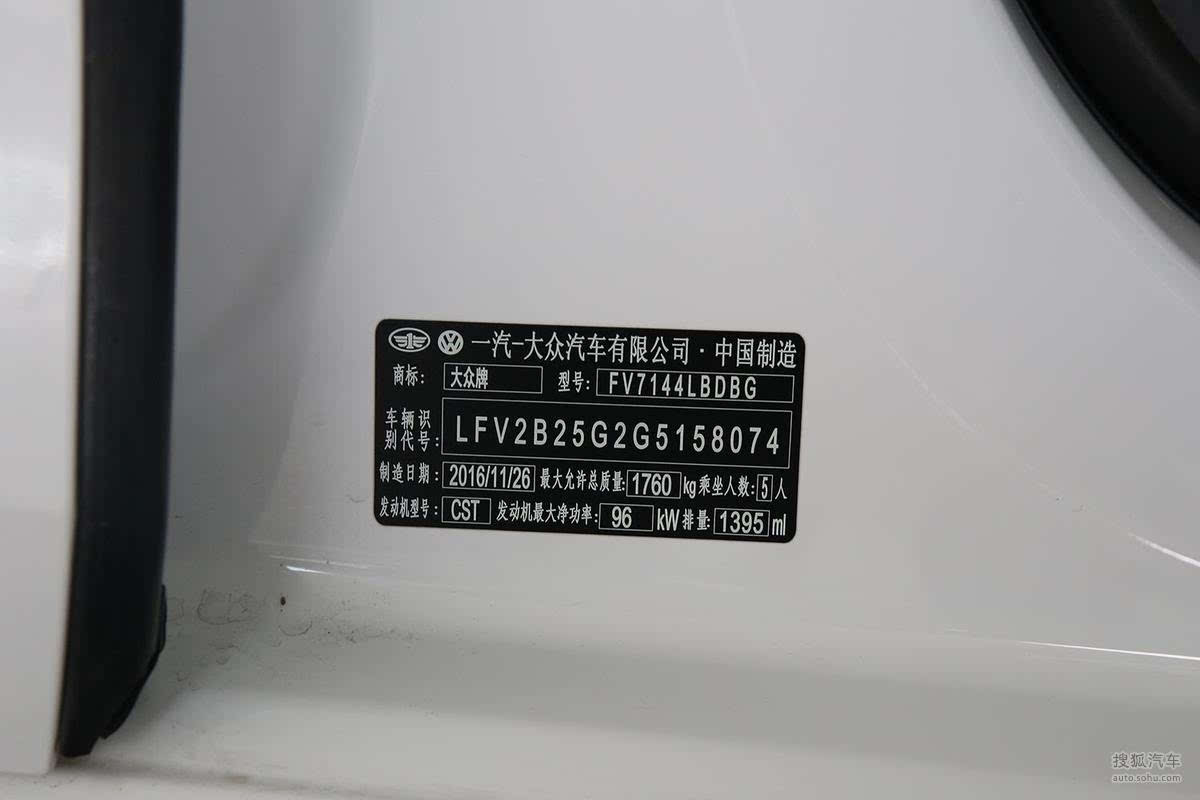 一汽-大众汽车有限公司·中国制造
商标: 大众牌 型号: FV7144LBDBG
车辆识别代号: LFV2B25G2G5158074
制造日期: 2016/11/26 最大允许总质量: 1760 kg 乘坐人数: 5 人
发动机型号: CST 发动机最大净功率: 96 kW 排量: 1395 ml
搜狐汽车
auto.sohu.com